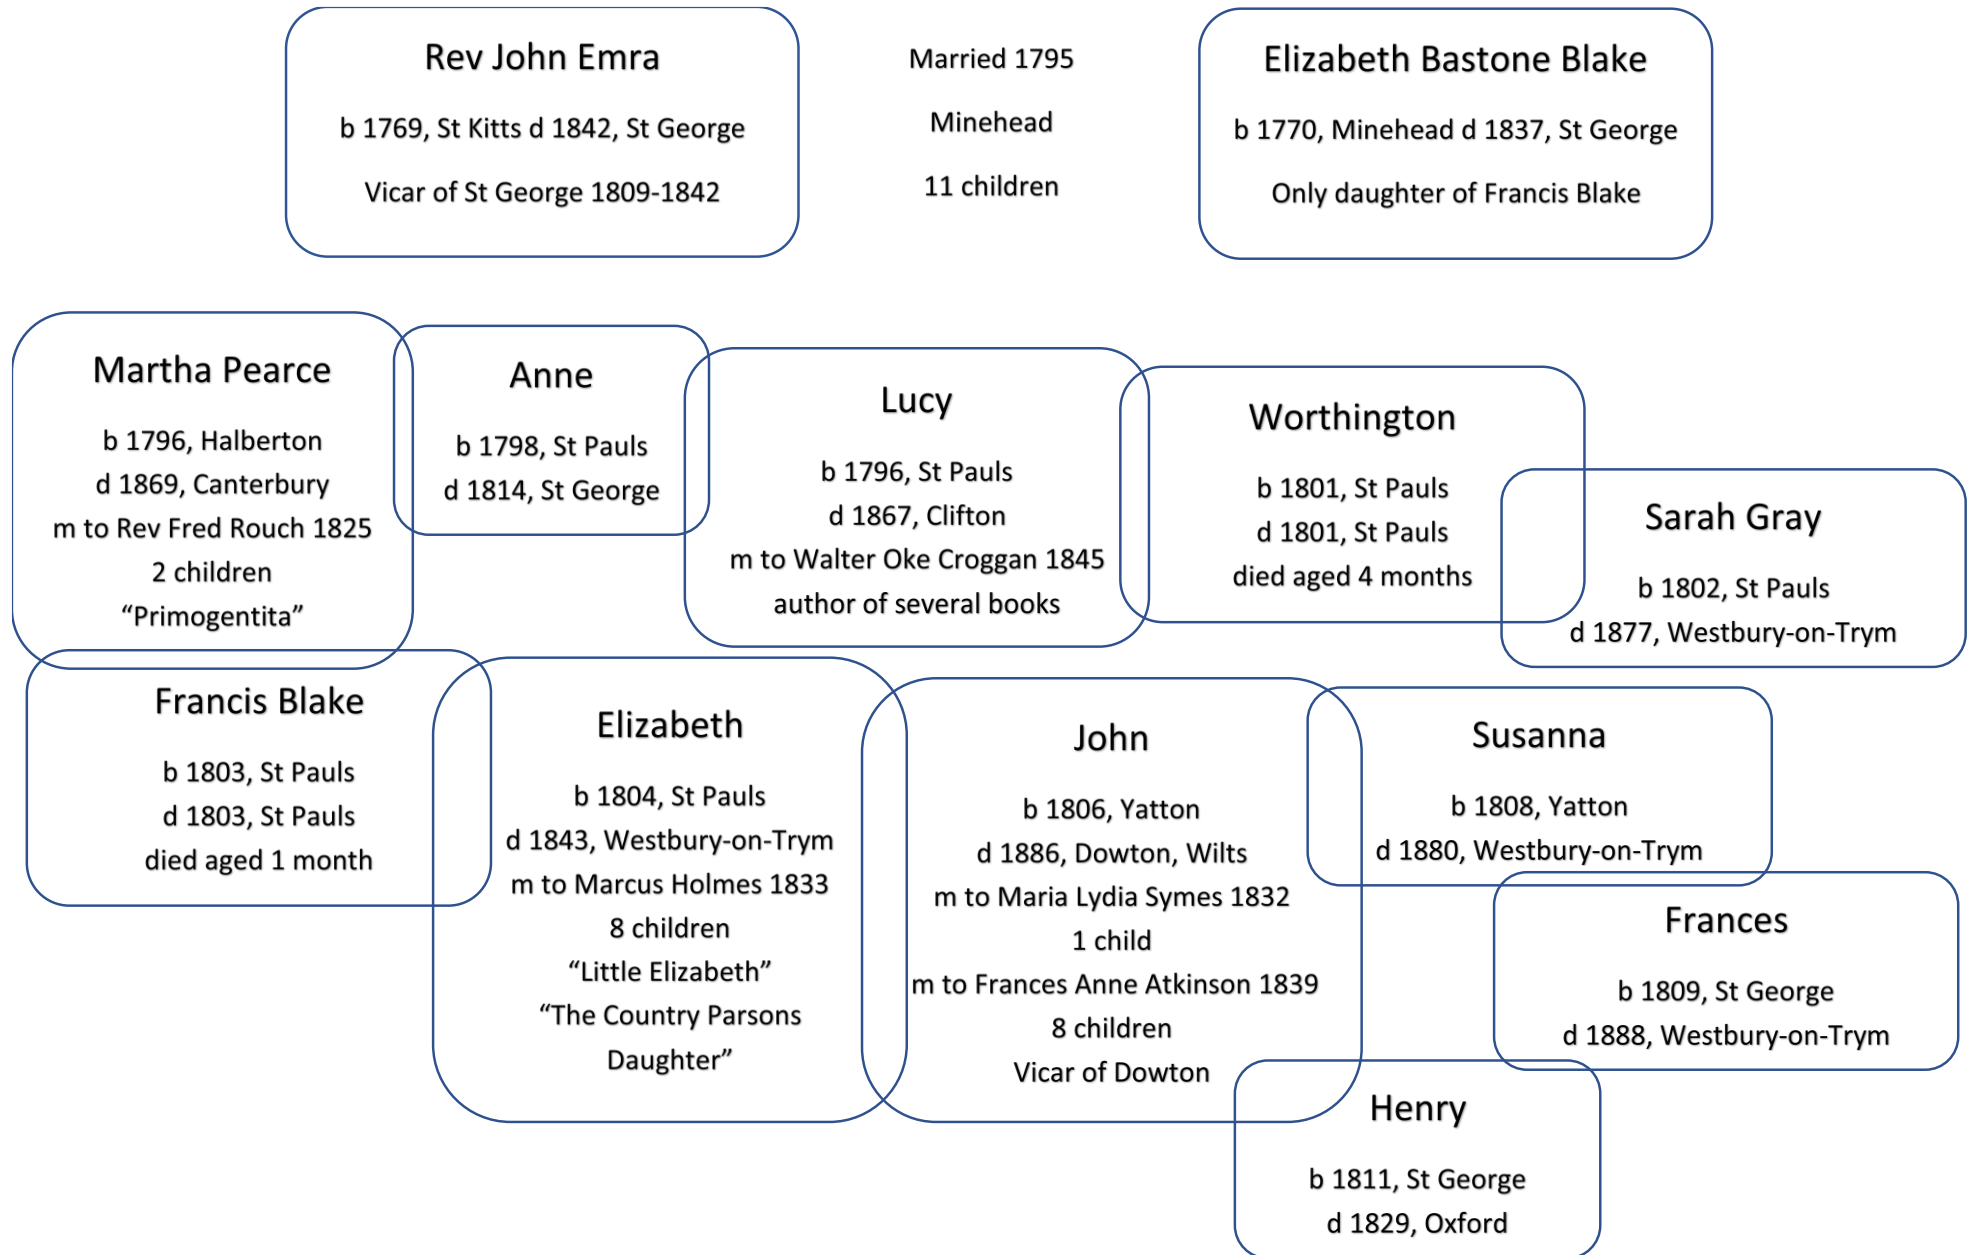 Rev John Emra
b 1769, St Kitts d 1842, St George
Vicar of St George 1809-1842
Married 1795
Minehead
11 children
Elizabeth Bastone Blake
b 1770, Minehead d 1837, St George
Only daughter of Francis Blake
Martha Pearce
b 1796, Halberton
d 1869, Canterbury
m to Rev Fred Rouch 1825
2 children
“Primogentita”
Anne
b 1798, St Pauls
d 1814, St George
Lucy
b 1796, St Pauls
d 1867, Clifton
m to Walter Oke Croggan 1845
author of several books
Worthington
b 1801, St Pauls
d 1801, St Pauls
died aged 4 months
Sarah Gray
b 1802, St Pauls
d 1877, Westbury-on-Trym
Francis Blake
b 1803, St Pauls
d 1803, St Pauls
died aged 1 month
Elizabeth
b 1804, St Pauls
d 1843, Westbury-on-Trym
m to Marcus Holmes 1833
8 children
“Little Elizabeth”
“The Country Parsons
Daughter”
John
b 1806, Yatton
d 1886, Dowton, Wilts
m to Maria Lydia Symes 1832
1 child
m to Frances Anne Atkinson 1839
8 children
Vicar of Dowton
Susanna
b 1808, Yatton
d 1880, Westbury-on-Trym
Frances
b 1809, St George
d 1888, Westbury-on-Trym
Henry
b 1811, St George
d 1829, Oxford